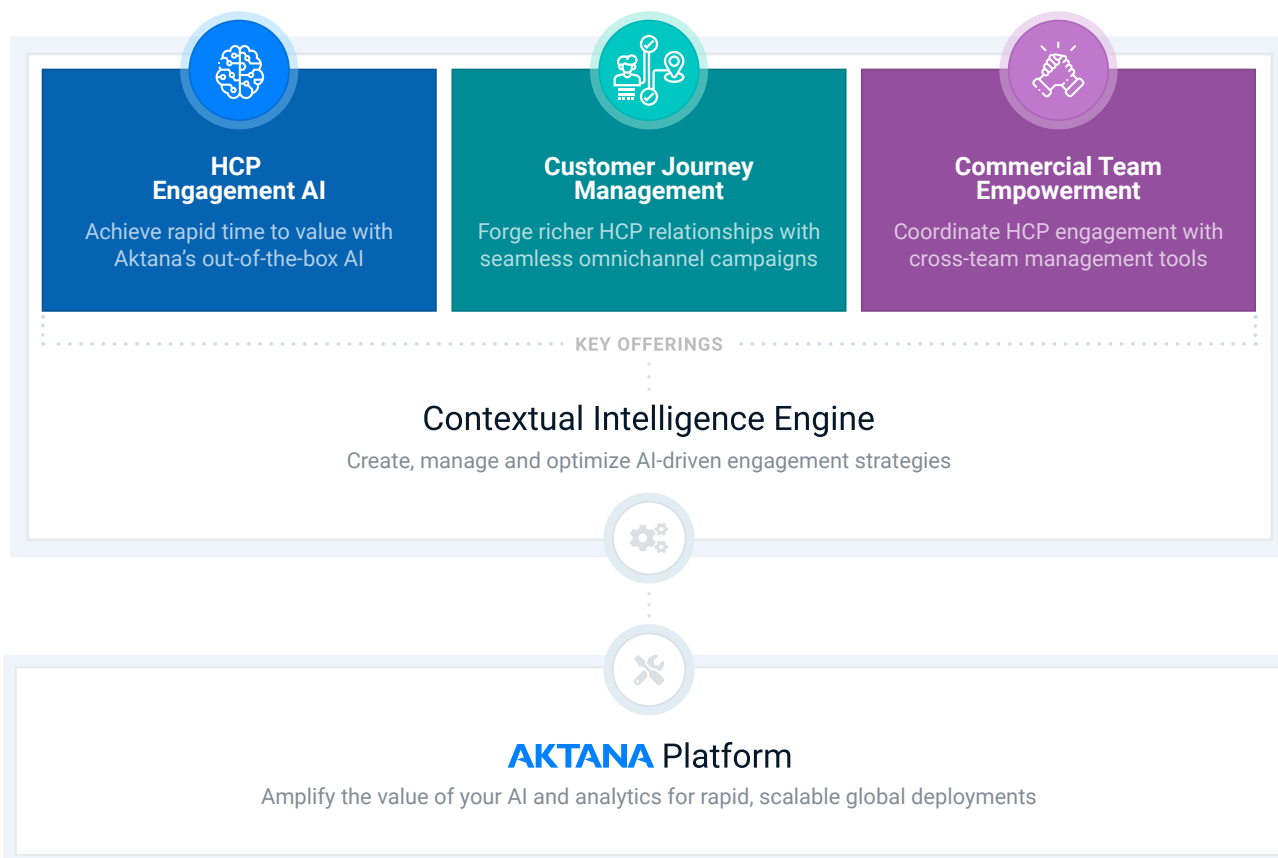 HCP
Engagement AI
Achieve rapid time to value with
Aktana’s out-of-the-box AI
Customer Journey
Management
Forge richer HCP relationships with
seamless omnichannel campaigns
Commercial Team
Empowerment
Coordinate HCP engagement with
cross-team management tools
KEY OFFERINGS
Contextual Intelligence Engine
Create, manage and optimize AI-driven engagement strategies
AKTANA Platform
Amplify the value of your AI and analytics for rapid, scalable global deployments